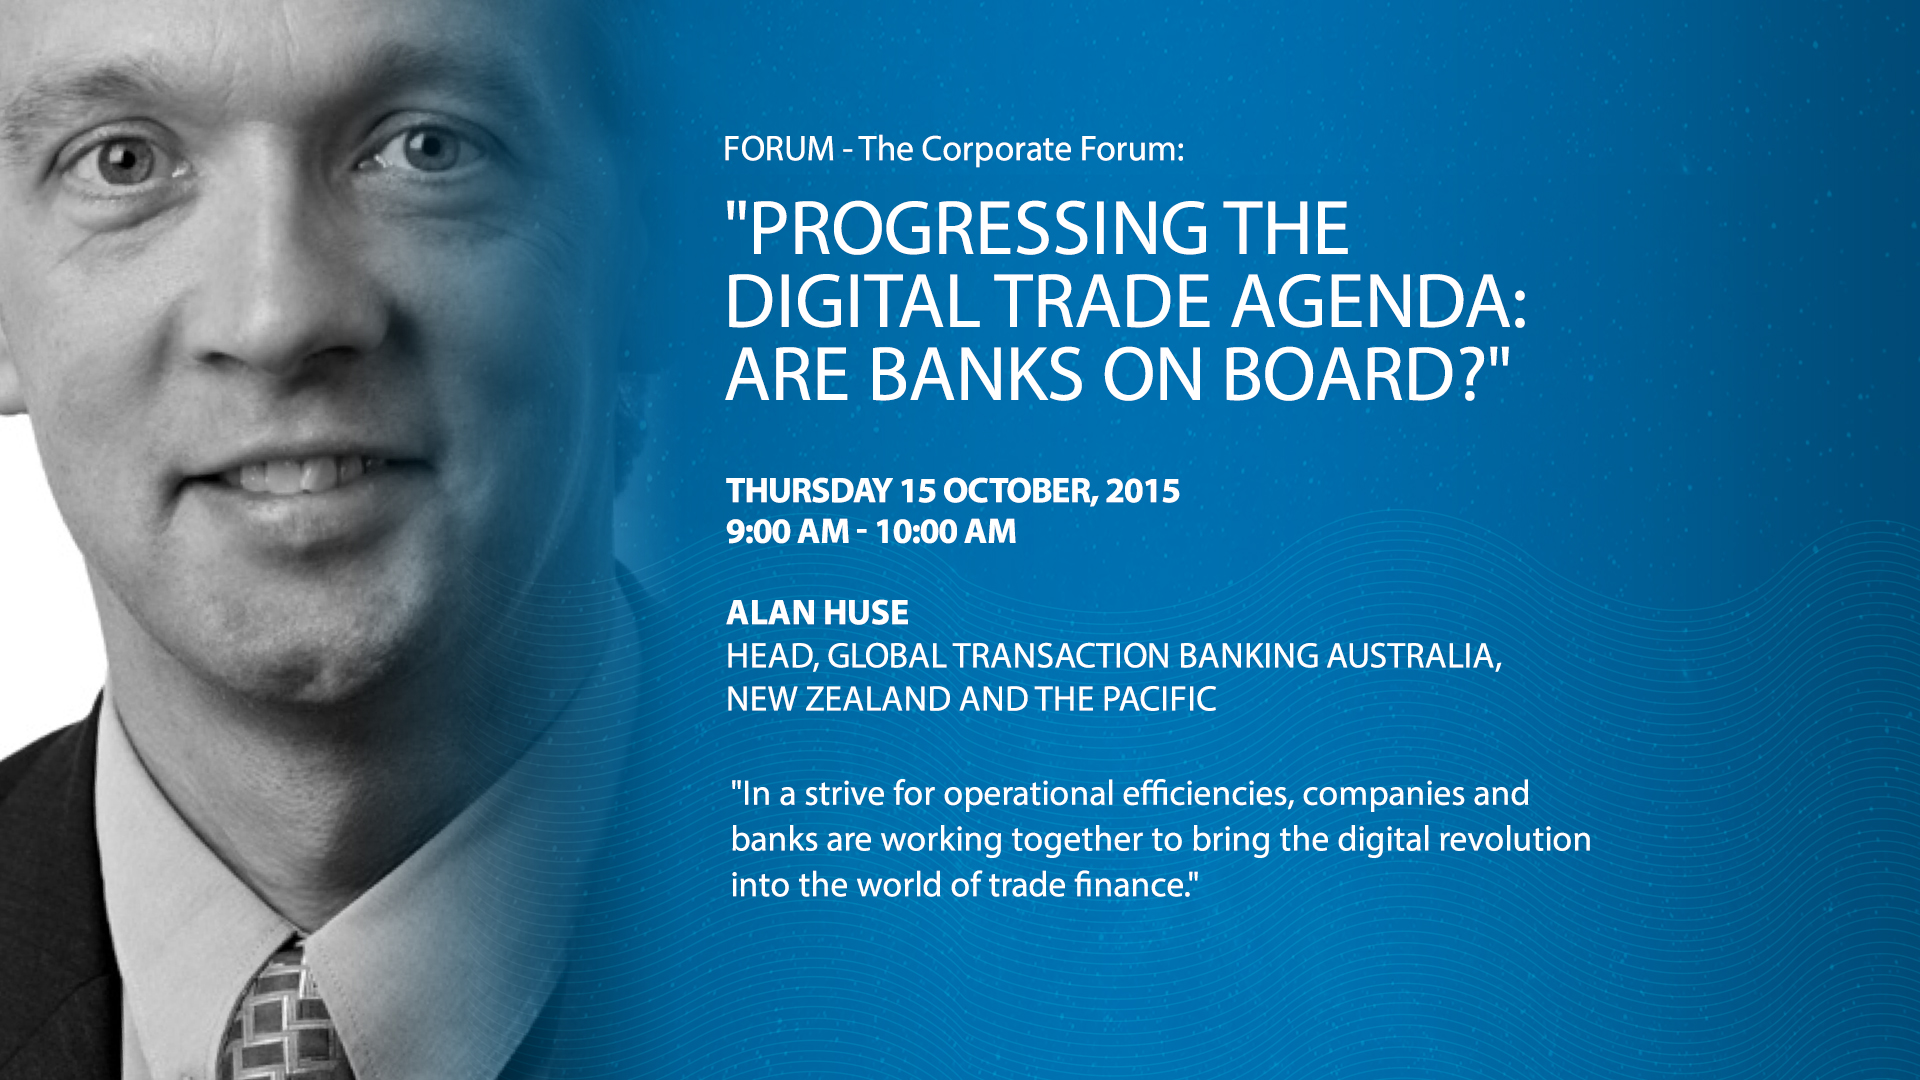 FORUM - The Corporate Forum:
"PROGRESSING THE
DIGITAL TRADE AGENDA:
ARE BANKS ON BOARD?"
THURSDAY 15 OCTOBER, 2015
9:00 AM - 10:00 AM
ALAN HUSE
HEAD, GLOBAL TRANSACTION BANKING AUSTRALIA,
NEW ZEALAND AND THE PACIFIC
"In a strive for operational efficiencies, companies and
banks are working together to bring the digital revolution
into the world of trade finance."